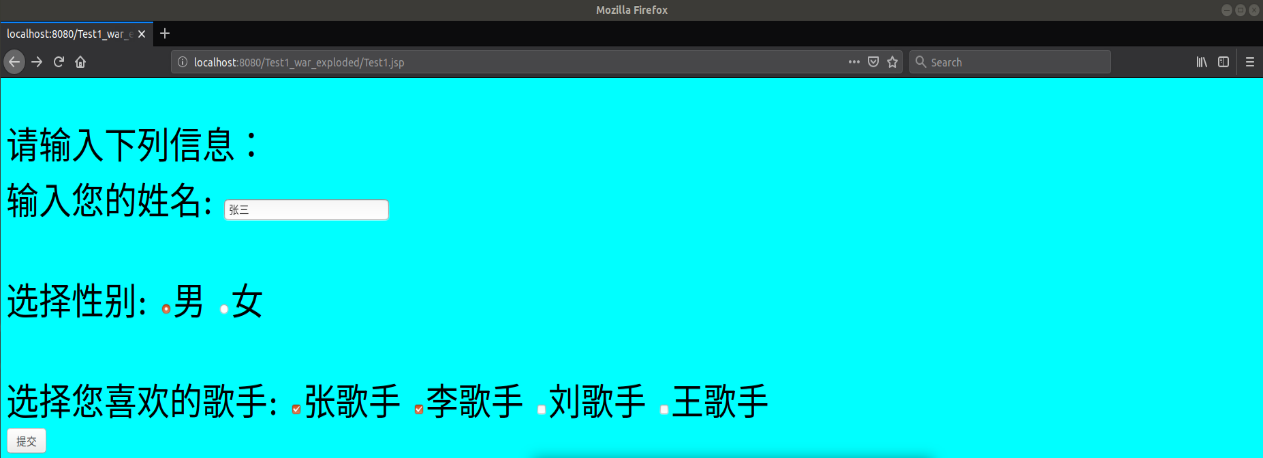 Mozilla Firefox
localhost:8080/Test1_war_e
localhost:8080/Test1_war_exploded/Test1.jsp
Search
请输入下列信息：
输入您的姓名: 张三
选择性别: 男 女
选择您喜欢的歌手: 张歌手 李歌手 刘歌手 王歌手
提交